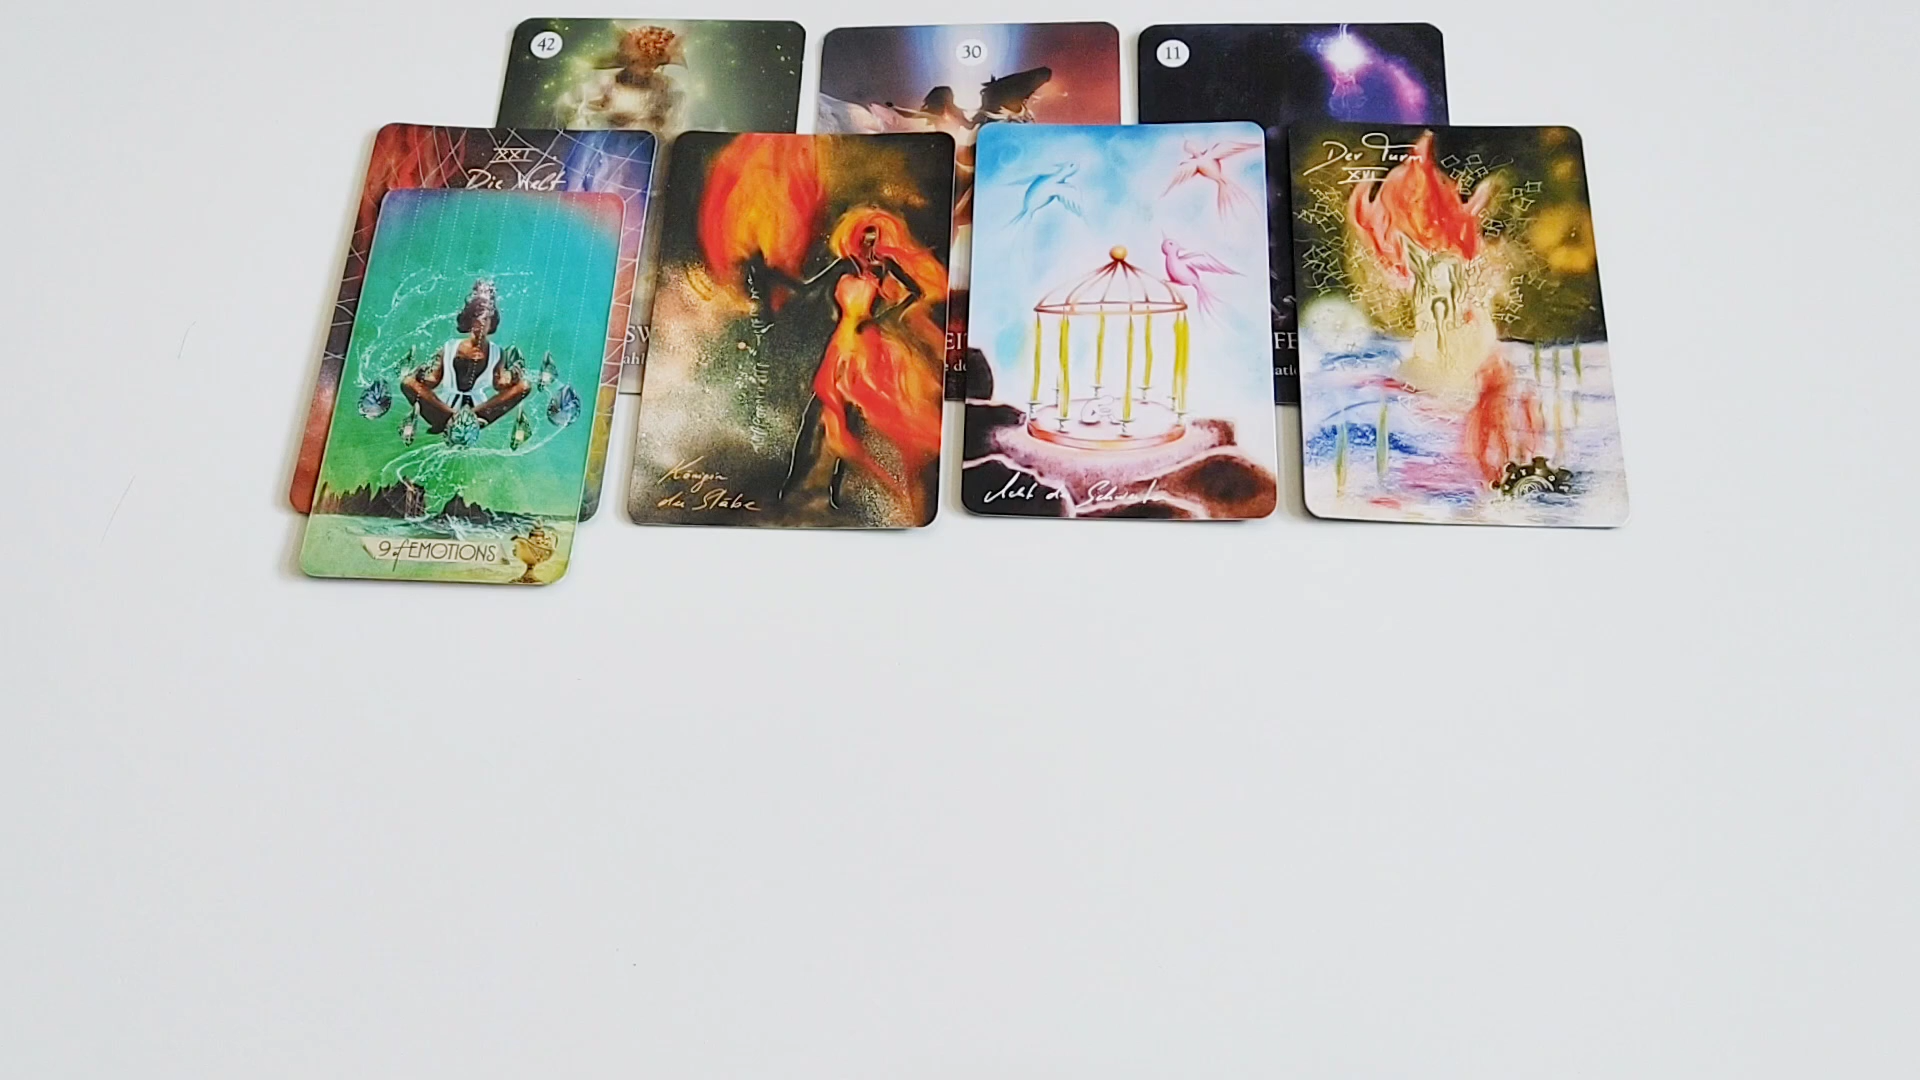 42
30
11
XXI
Die Welt
Der Turm
XVI
Königin
der Stäbe
Acht der Schwerter
9 of EMOTIONS